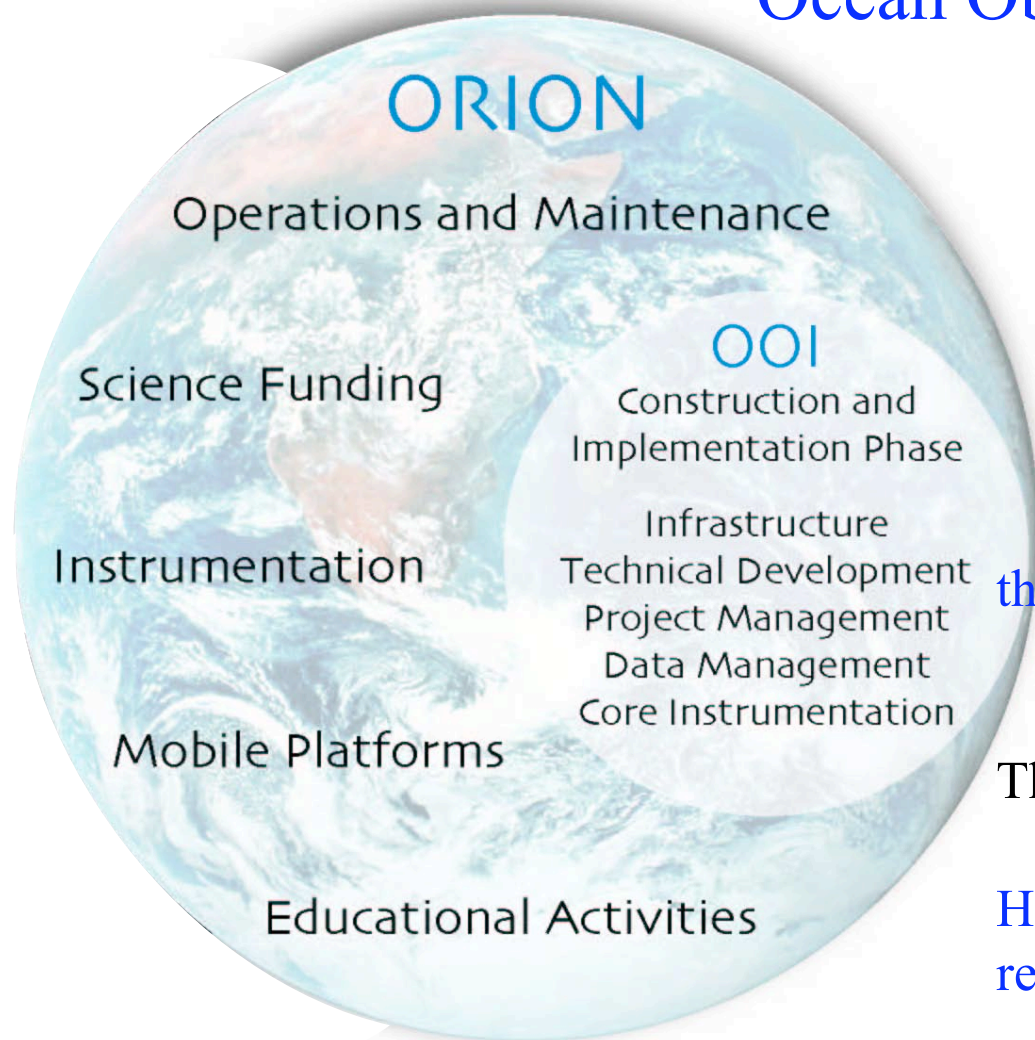 Ocean
ORION
Operations and Maintenance
OOI
Science Funding
Construction and
Implementation Phase
Infrastructure
Instrumentation
Technical Development
Project Management
Data Management
Core Instrumentation
Mobile Platforms
Educational Activities